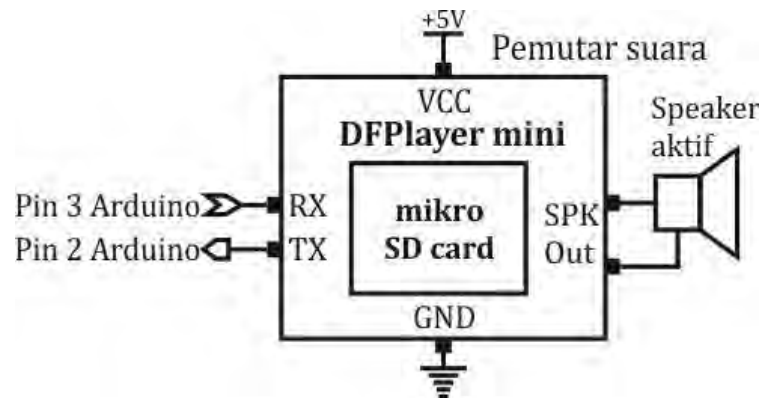 +5V
Pemutar suara
VCC
DFPlayer mini
Speaker
aktif
Pin 3 Arduino
RX
mikro
SPK
Pin 2 Arduino
TX
SD card
Out
GND